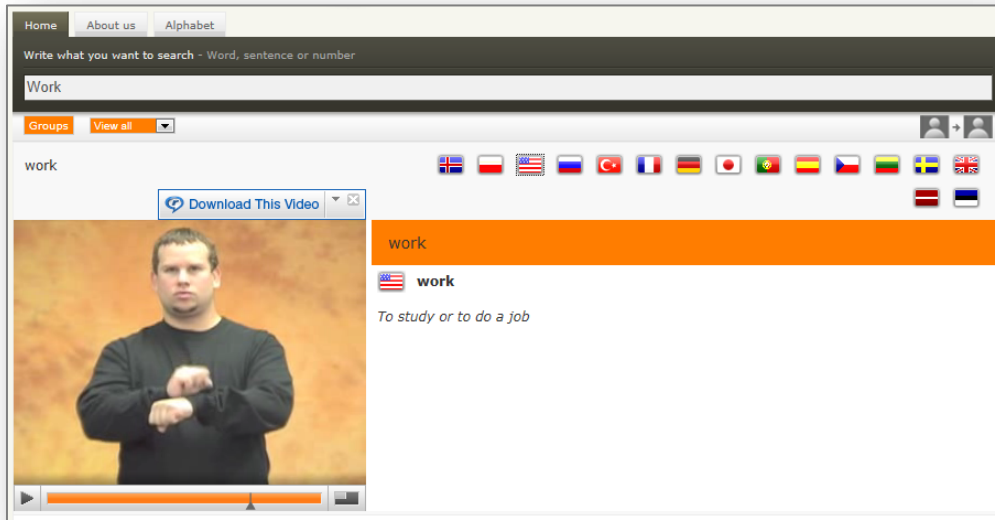 Home About us Alphabet
Write what you want to search - Word, sentence or number
Work
Groups View all
work
Download This Video
work
work
To study or to do a job